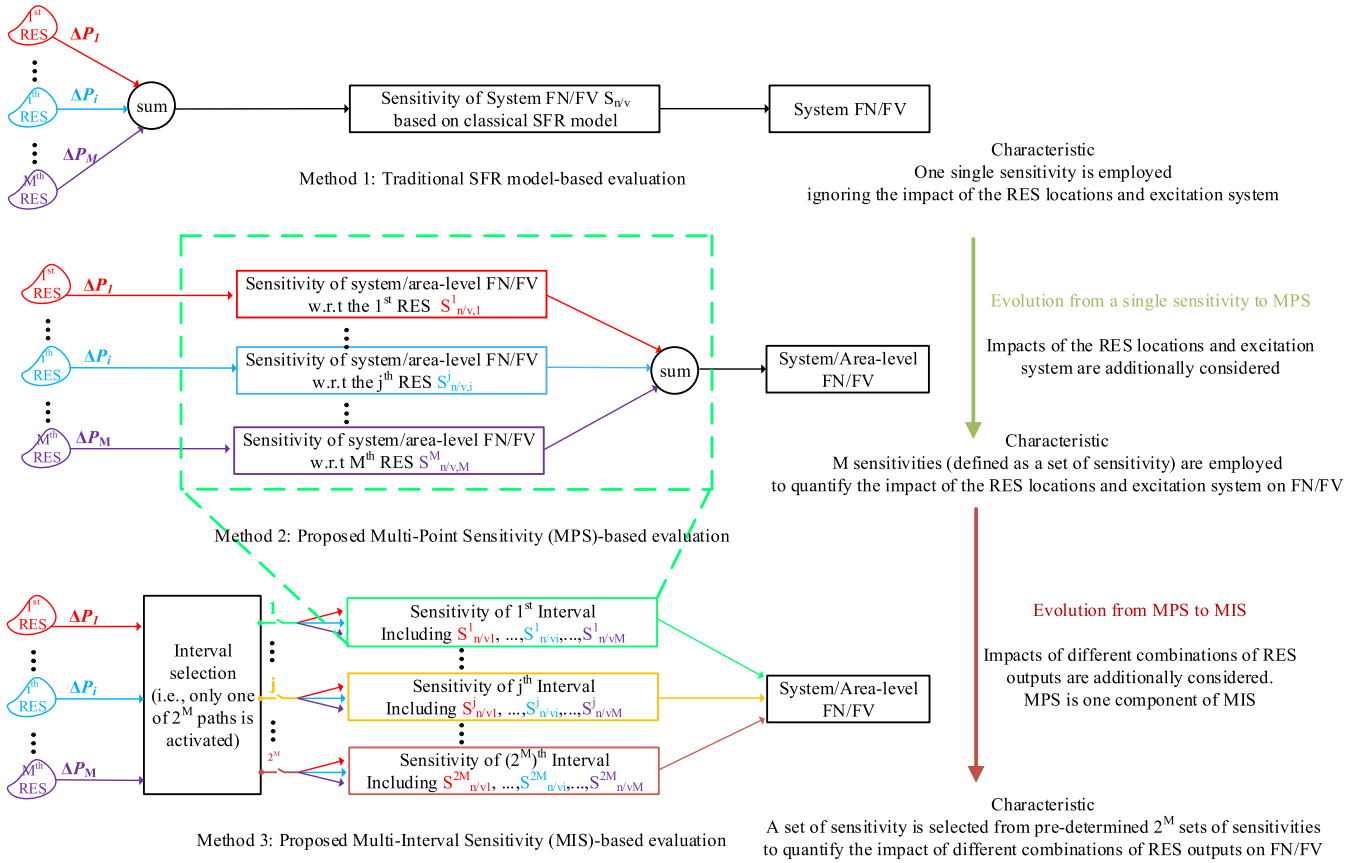 1st
RES
ΔP1
ith
RES
ΔPi
Mth
RES
ΔPM
sum
Sensitivity of System FN/FV Sn/v
based on classical SFR model
System FN/FV
Method 1: Traditional SFR model-based evaluation
Characteristic
One single sensitivity is employed
ignoring the impact of the RES locations and excitation system
1st
RES
ΔP1
ith
RES
ΔPi
Mth
RES
ΔPM
Sensitivity of system/area-level FN/FV
w.r.t the 1st RES S1n/v,1
Sensitivity of system/area-level FN/FV
w.r.t the jth RES Sjn/v,i
Sensitivity of system/area-level FN/FV
w.r.t Mth RES SMn/v,M
sum
System/Area-level
FN/FV
Method 2: Proposed Multi-Point Sensitivity (MPS)-based evaluation
Evolution from a single sensitivity to MPS
Impacts of the RES locations and excitation
system are additionally considered
Characteristic
M sensitivities (defined as a set of sensitivity) are employed
to quantify the impact of the RES locations and excitation system on FN/FV
1st
RES
ΔP1
ith
RES
ΔPi
Mth
RES
ΔPM
Interval
selection
(i.e., only one
of 2M paths is
activated)
1
j
2M
Sensitivity of 1st Interval
Including S1n/v1, ...,S1n/vi,...,S1n/vM
Sensitivity of jth Interval
Including Sjn/v1, ...,Sjn/vi,...,Sjn/vM
Sensitivity of (2M)th Interval
Including S2Mn/v1, ...,S2Mn/vi,...,S2Mn/vM
System/Area-level
FN/FV
Method 3: Proposed Multi-Interval Sensitivity (MIS)-based evaluation
Evolution from MPS to MIS
Impacts of different combinations of RES
outputs are additionally considered.
MPS is one component of MIS
Characteristic
A set of sensitivity is selected from pre-determined 2M sets of sensitivities
to quantify the impact of different combinations of RES outputs on FN/FV